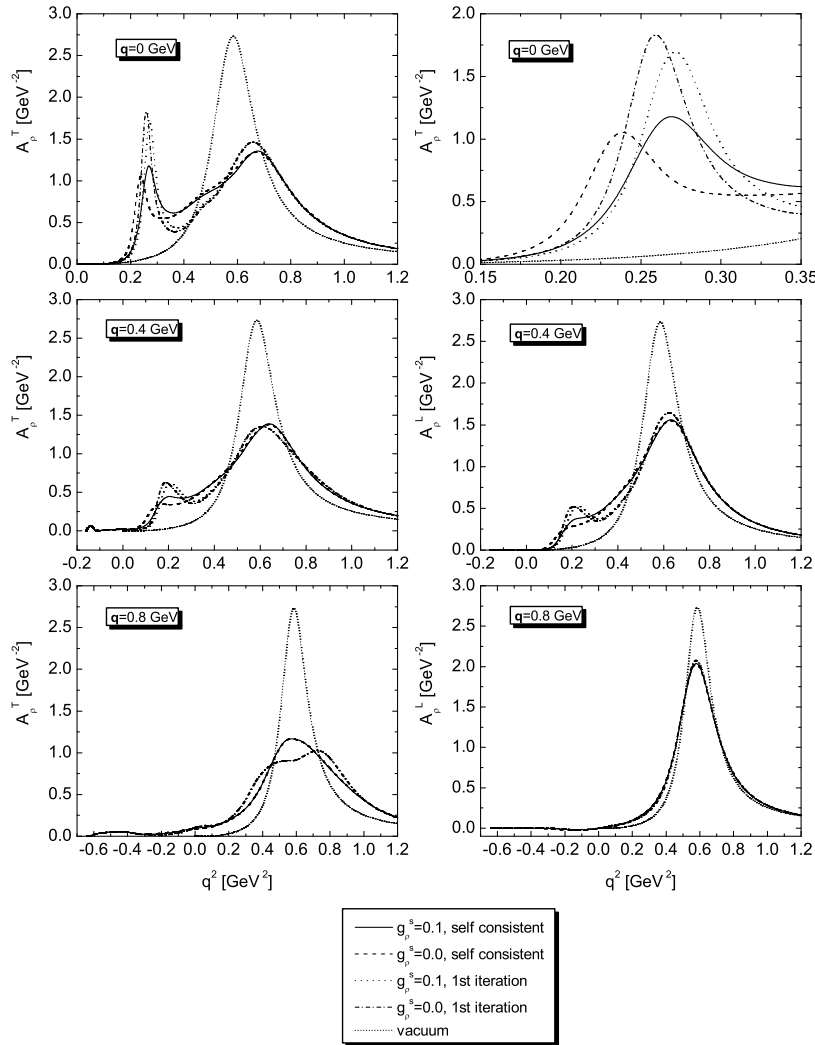 q=0 GeV
A_ρ^T [GeV^-2]
3.0
2.5
2.0
1.5
1.0
0.5
0.0
0.0 0.2 0.4 0.6 0.8 1.0 1.2
q=0 GeV
A_ρ^T [GeV^-2]
2.0
1.5
1.0
0.5
0.0
0.15 0.20 0.25 0.30 0.35
q=0.4 GeV
A_ρ^T [GeV^-2]
3.0
2.5
2.0
1.5
1.0
0.5
0.0
-0.2 0.0 0.2 0.4 0.6 0.8 1.0 1.2
q=0.4 GeV
A_ρ^L [GeV^-2]
3.0
2.5
2.0
1.5
1.0
0.5
0.0
-0.2 0.0 0.2 0.4 0.6 0.8 1.0 1.2
q=0.8 GeV
A_ρ^T [GeV^-2]
3.0
2.5
2.0
1.5
1.0
0.5
0.0
-0.6 -0.4 -0.2 0.0 0.2 0.4 0.6 0.8 1.0 1.2
q^2 [GeV^2]
q=0.8 GeV
A_ρ^L [GeV^-2]
3.0
2.5
2.0
1.5
1.0
0.5
0.0
-0.6 -0.4 -0.2 0.0 0.2 0.4 0.6 0.8 1.0 1.2
q^2 [GeV^2]
g_ρ^s=0.1, self consistent
g_ρ^s=0.0, self consistent
g_ρ^s=0.1, 1st iteration
g_ρ^s=0.0, 1st iteration
vacuum